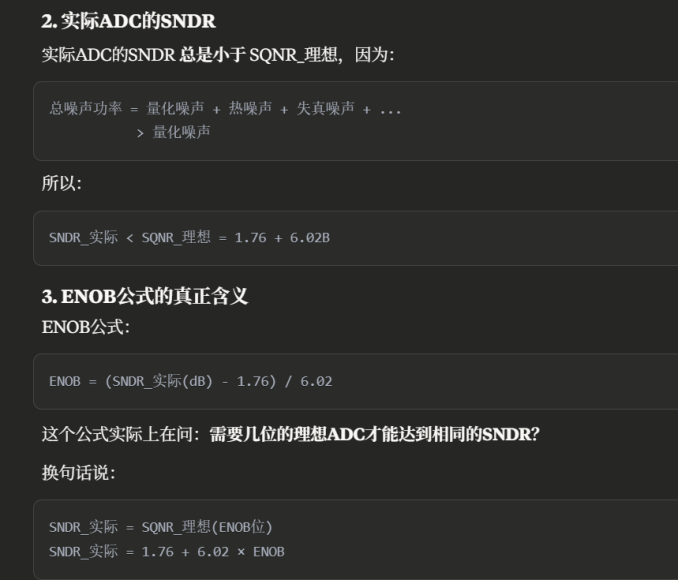 2. 实际ADC的SNDR
实际ADC的SNDR 总是小于 SQNR_理想，因为：
总噪声功率 = 量化噪声 + 热噪声 + 失真噪声 + ...
> 量化噪声
所以：
SNDR_实际 < SQNR_理想 = 1.76 + 6.02B
3. ENOB公式的真正含义
ENOB公式：
ENOB = (SNDR_实际(dB) - 1.76) / 6.02
这个公式实际上在问：需要几位的理想ADC才能达到相同的SNDR？
换句话说：
SNDR_实际 = SQNR_理想(ENOB位)
SNDR_实际 = 1.76 + 6.02 × ENOB